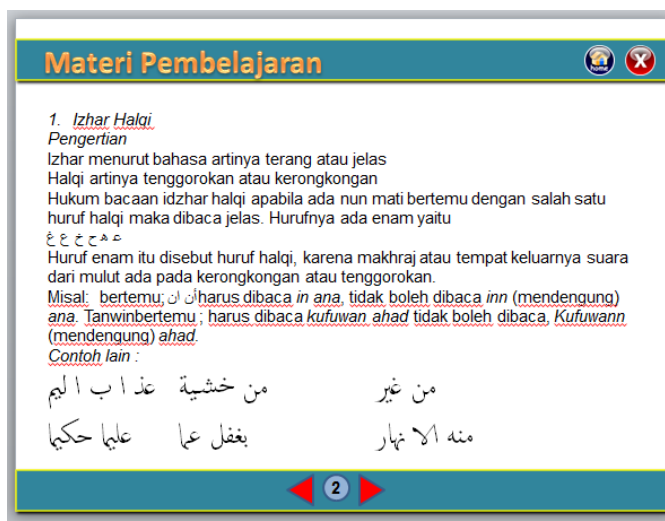 Materi Pembelajaran
home
X
1. Izhar Halqi
Pengertian
Izhar menurut bahasa artinya terang atau jelas
Halqi artinya tenggorokan atau kerongkongan
Hukum bacaan idzhar halqi apabila ada nun mati bertemu dengan salah satu
huruf halqi maka dibaca jelas. Hurufnya ada enam yaitu
ء ه ح خ ع غ
Huruf enam itu disebut huruf halqi, karena makhraj atau tempat keluarnya suara
dari mulut ada pada kerongkongan atau tenggorokan.
Misal: bertemu; أن ان harus dibaca in ana, tidak boleh dibaca inn (mendengung)
ana. Tanwinbertemu ; harus dibaca kufuwan ahad tidak boleh dibaca, Kufuwann
(mendengung) ahad.
Contoh lain :
من غير من خشية عذا ب ا ليم
منه الا نهار بغفل عما عليما حكيما
2